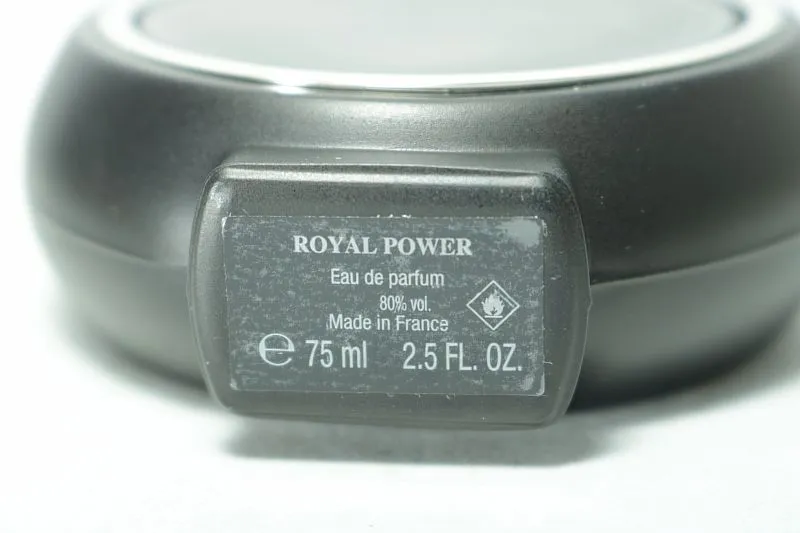 ROYAL POWER
Eau de parfum
80% vol.
Made in France
℮ 75 ml 2.5 FL. OZ.